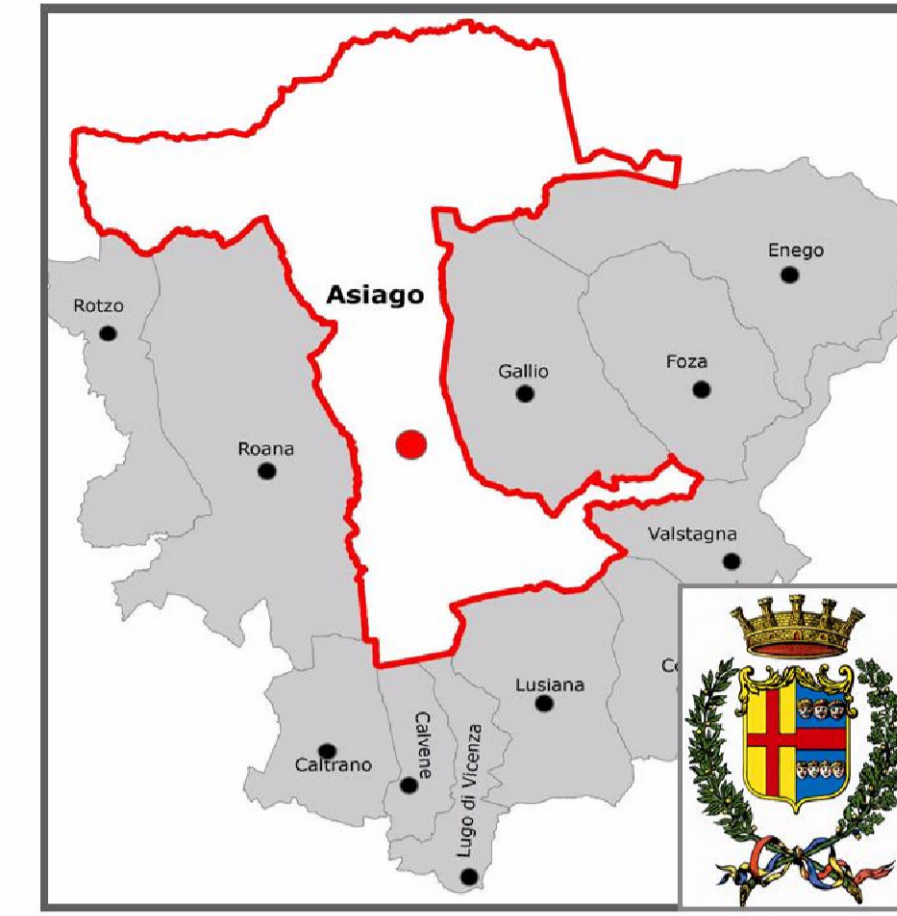 Enego
Asiago
Rotzo
Foza
Gallio
Roana
Valstagna
Lusiana
Calvene
Lugo di Vicenza
Caltrano